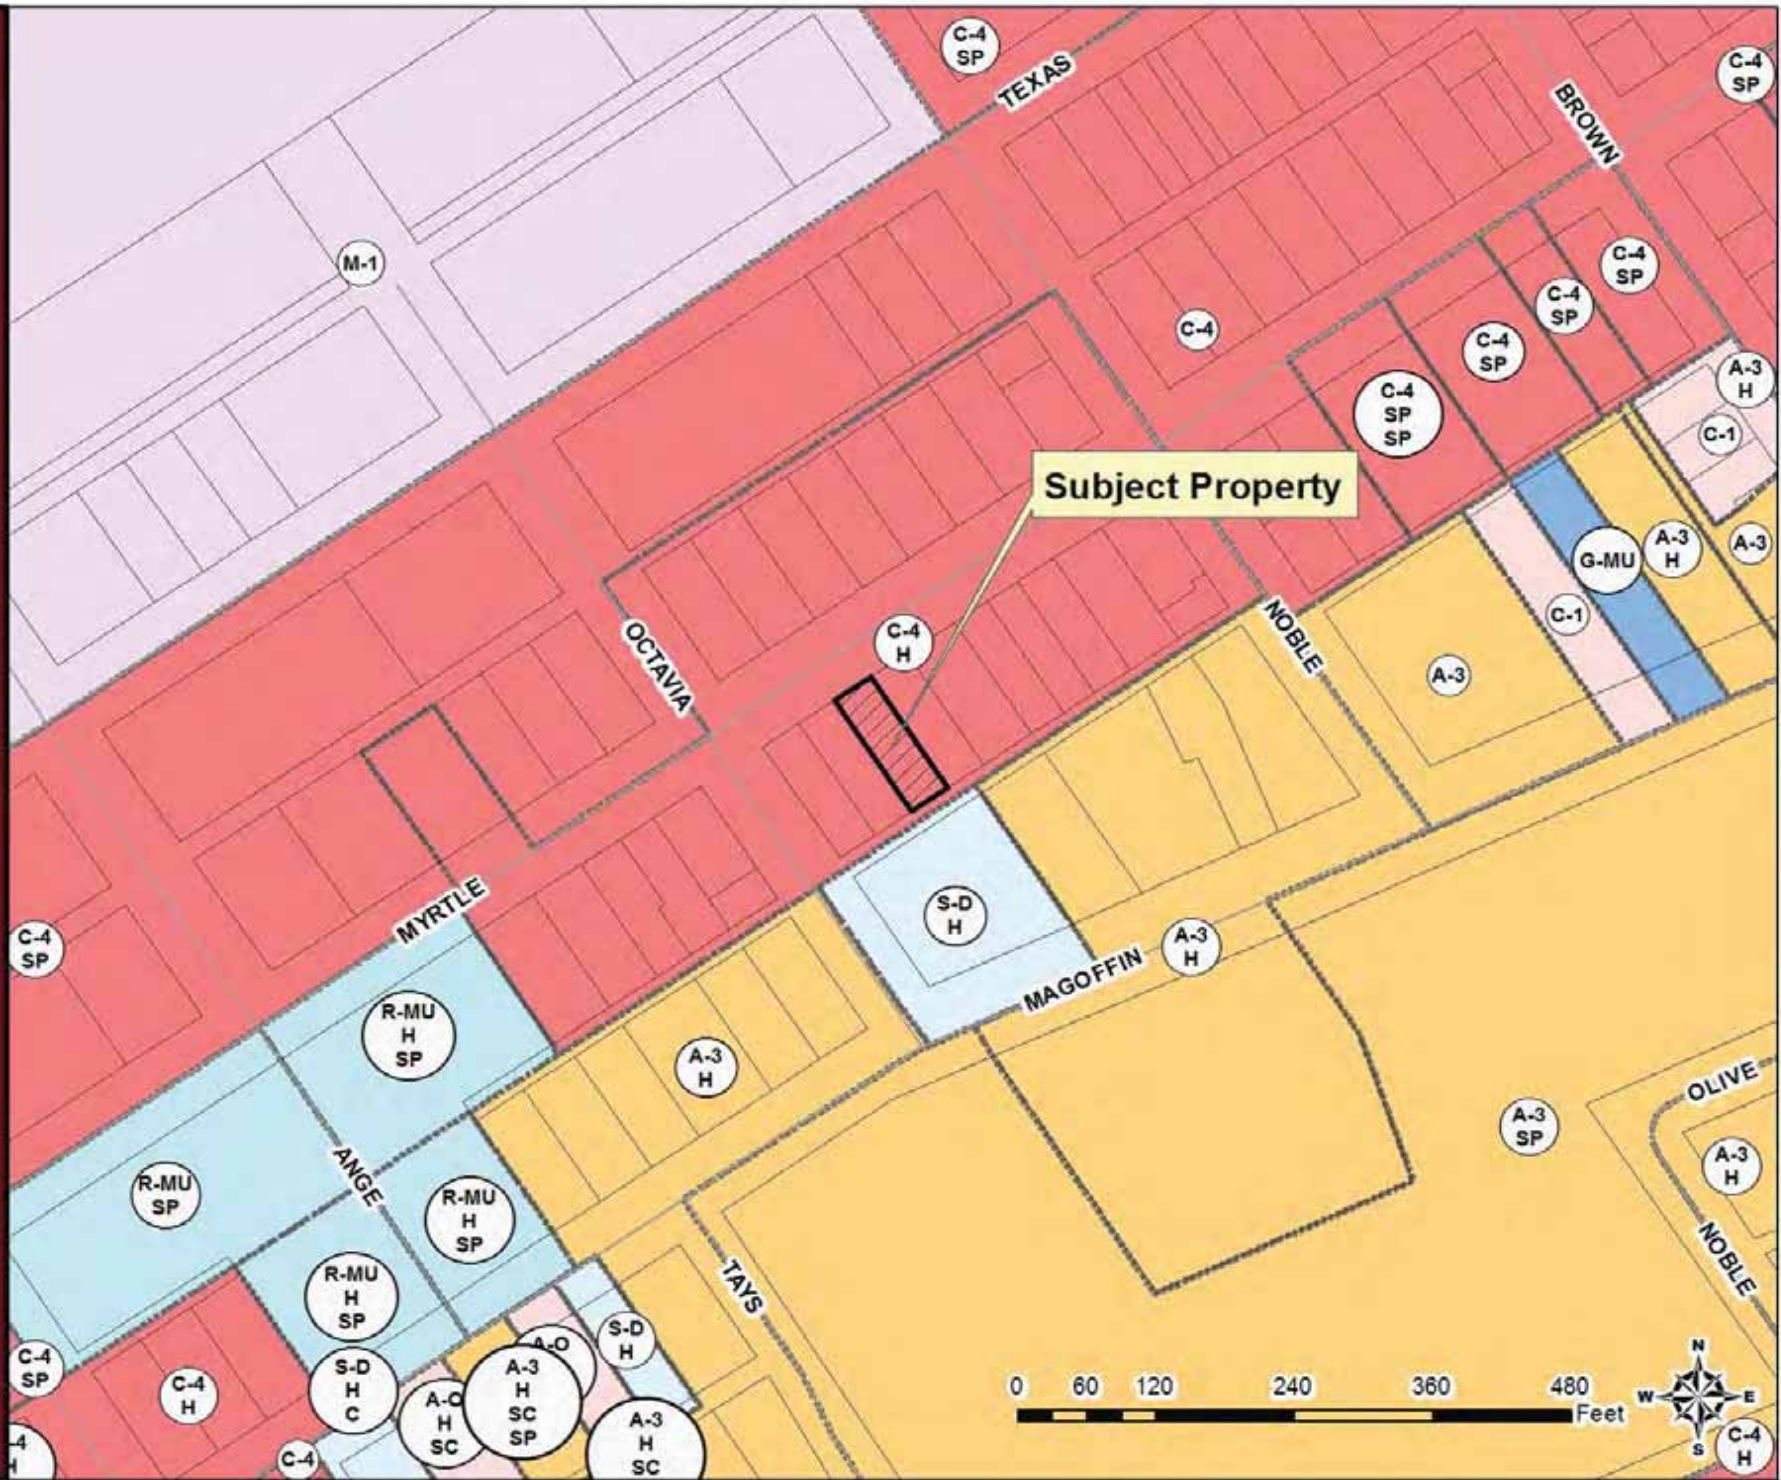 C-4
SP
TEXAS
C-4
SP
BROWN
M-1
C-4
SP
C-4
SP
C-4
C-4
SP
A-3
H
C-4
SP
SP
C-1
Subject Property
G-MU
A-3
H
A-3
C-1
OCTAVIA
C-4
H
NOBLE
A-3
MYRTLE
S-D
H
C-4
SP
A-3
H
MAGOFFIN
R-MU
H
SP
A-3
H
OLIVE
A-3
SP
A-3
H
ANGE
R-MU
SP
R-MU
H
SP
NOBLE
TAYS
R-MU
H
SP
S-D
H
A-O
C-4
SP
A-3
H
SC
SP
C-4
H
S-D
H
C
A-O
H
SC
A-3
H
SC
C-4
-4
H
0 60 120 240 360 480
Feet
N
W E
S
C-4
H